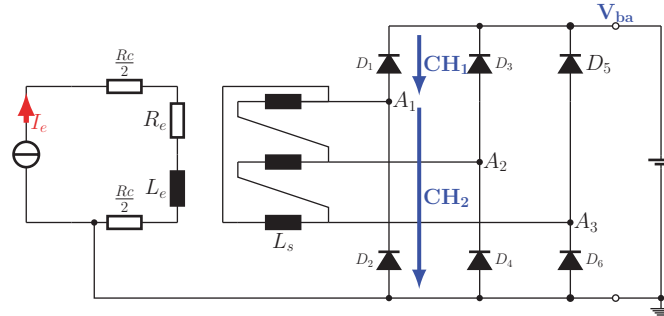 V_ba
Rc/2
D_1
CH_1
D_3
D_5
I_e
R_e
A_1
A_2
L_e
Rc/2
CH_2
A_3
L_s
D_2
D_4
D_6